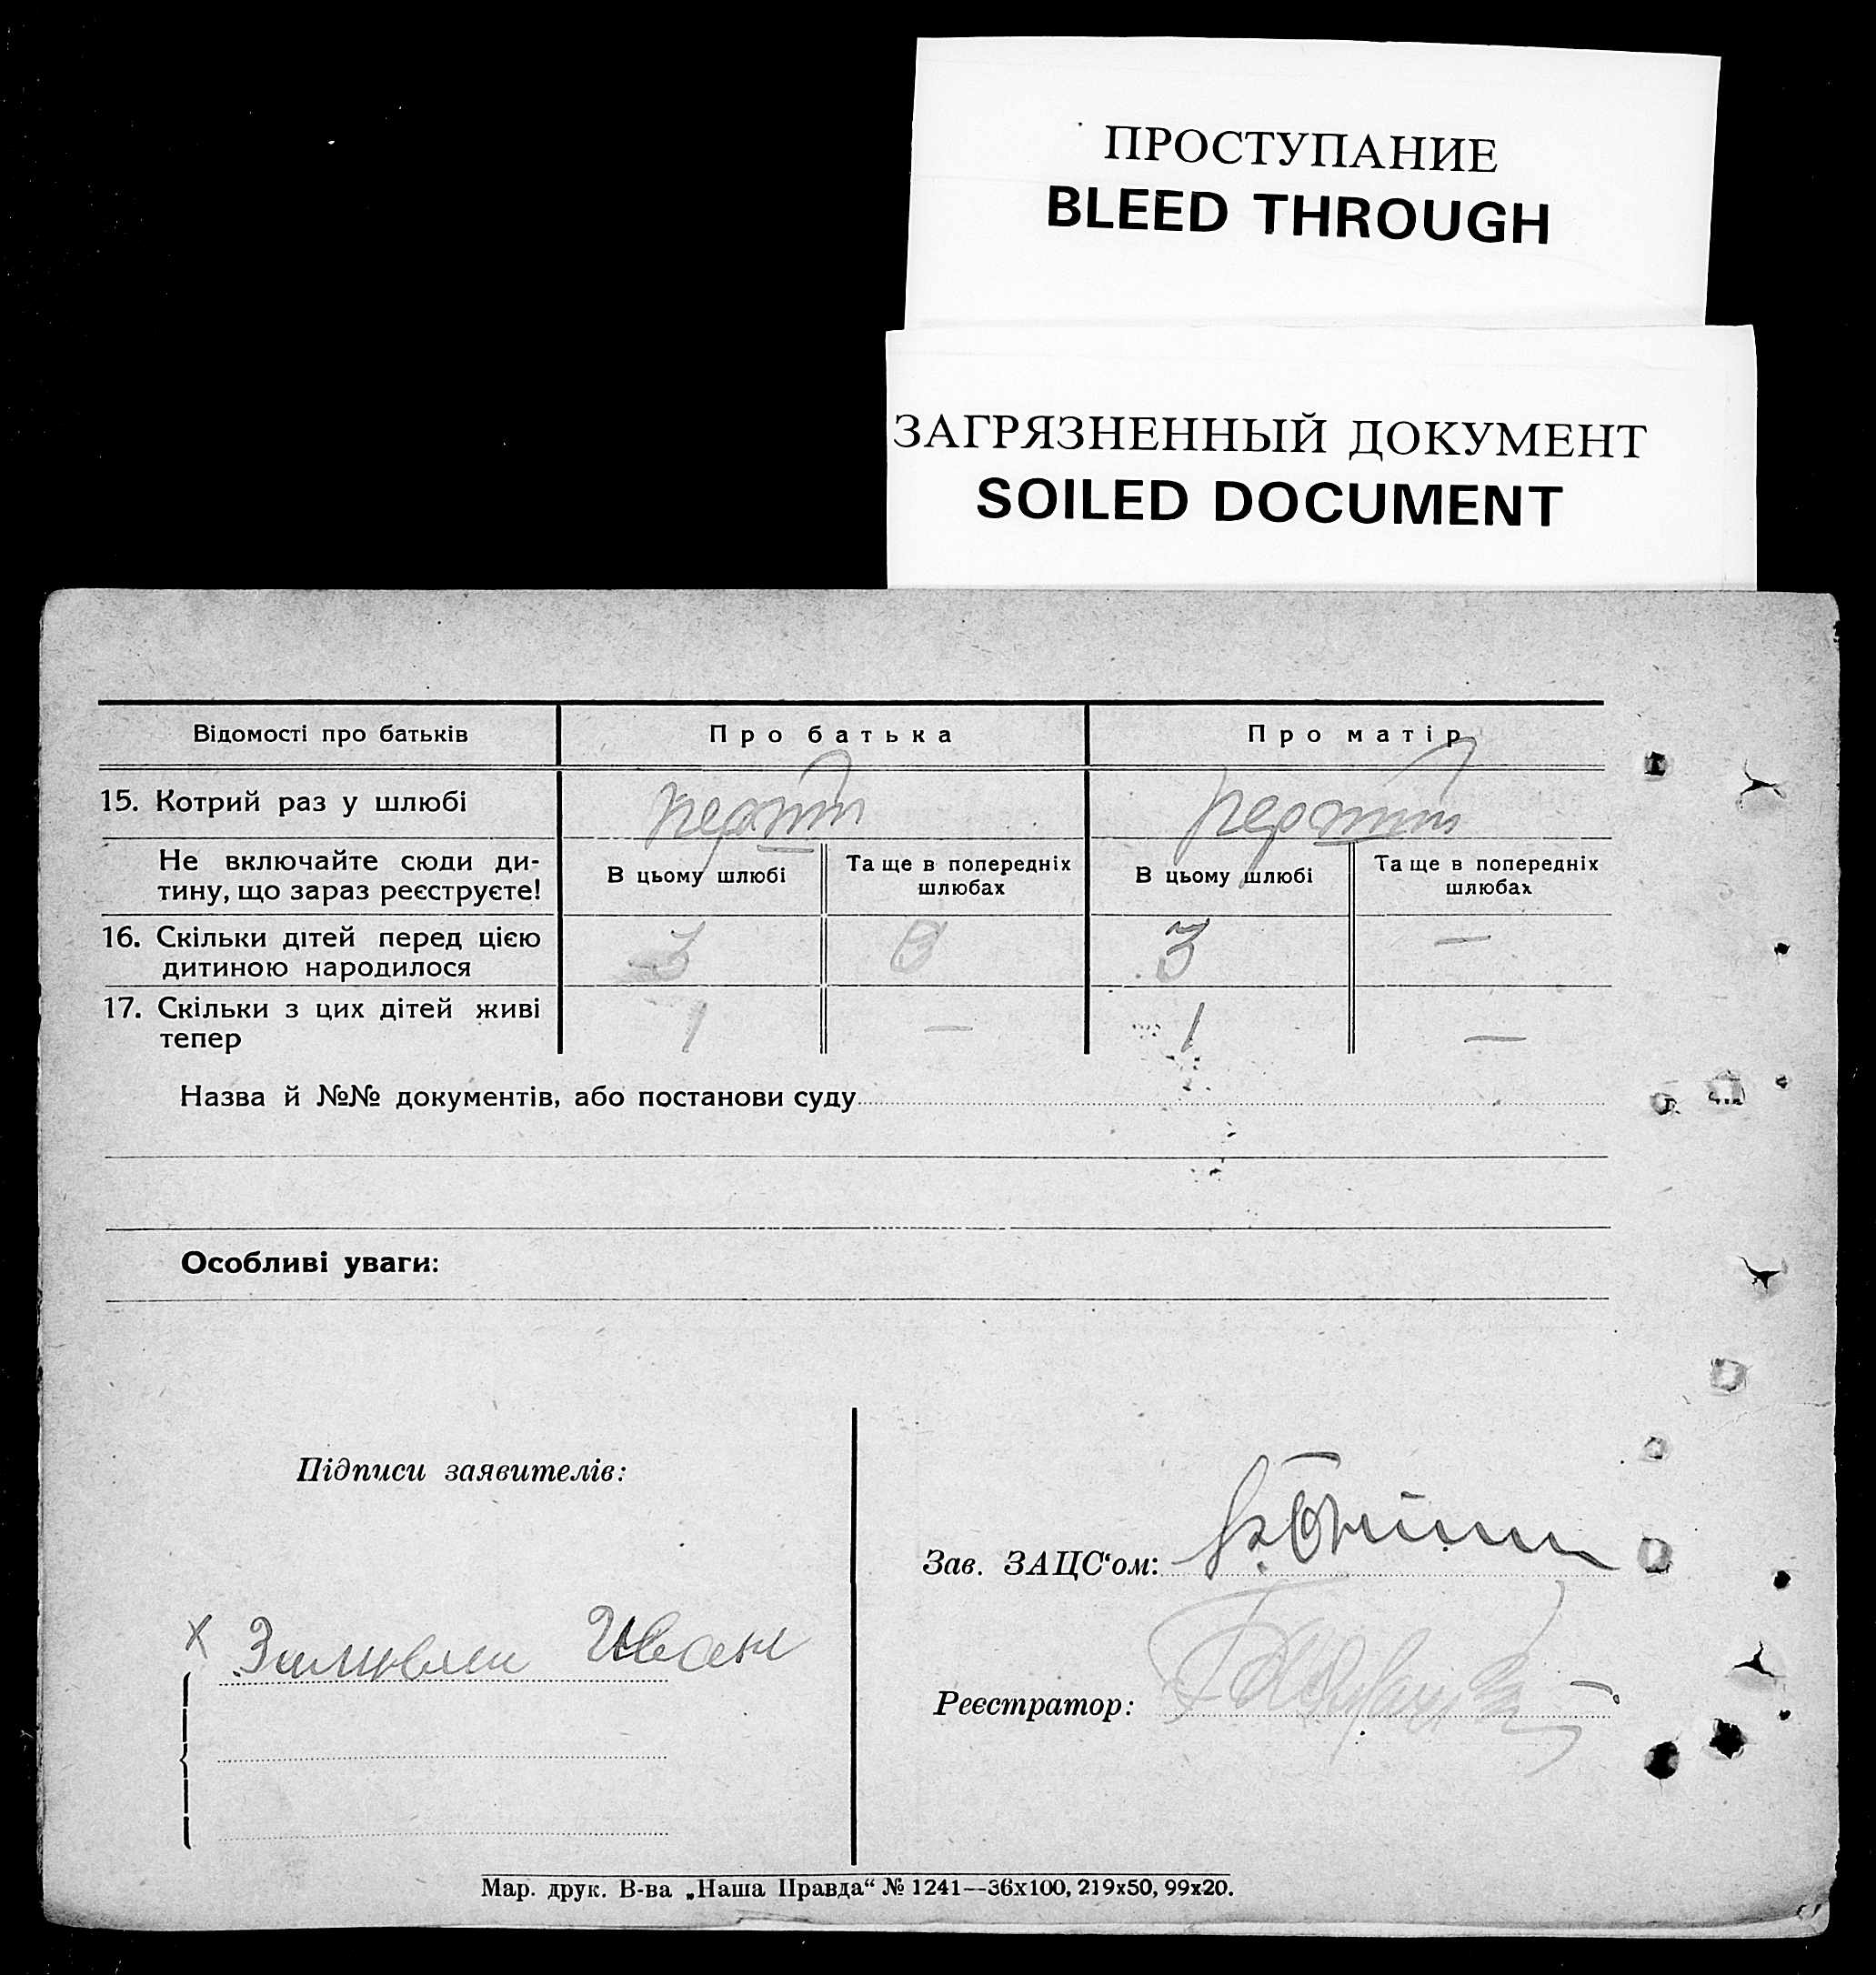 ПРОСТУПАНИЕ
BLEED THROUGH
ЗАГРЯЗНЕННЫЙ ДОКУМЕНТ
SOILED DOCUMENT
Відомості про батьків Про батька Про матір
15. Котрий раз у шлюбі перший перший
Не включайте сюди ди-
тину, що зараз реєструєте!
В цьому шлюбі
Та ще в попередніх
шлюбах
В цьому шлюбі
Та ще в попередніх
шлюбах
16. Скільки дітей перед цією
дитиною народилося
3 0 3 —
17. Скільки з цих дітей живі
тепер
1 — 1 —
Назва й №№ документів, або постанови суду
Особливі уваги:
Підписи заявителів:
Зав. ЗАЦС‘ом:
х Иван
Реєстратор:
Мар. друк. В-ва „Наша Правда“ № 1241—36х100, 219х50, 99х20.